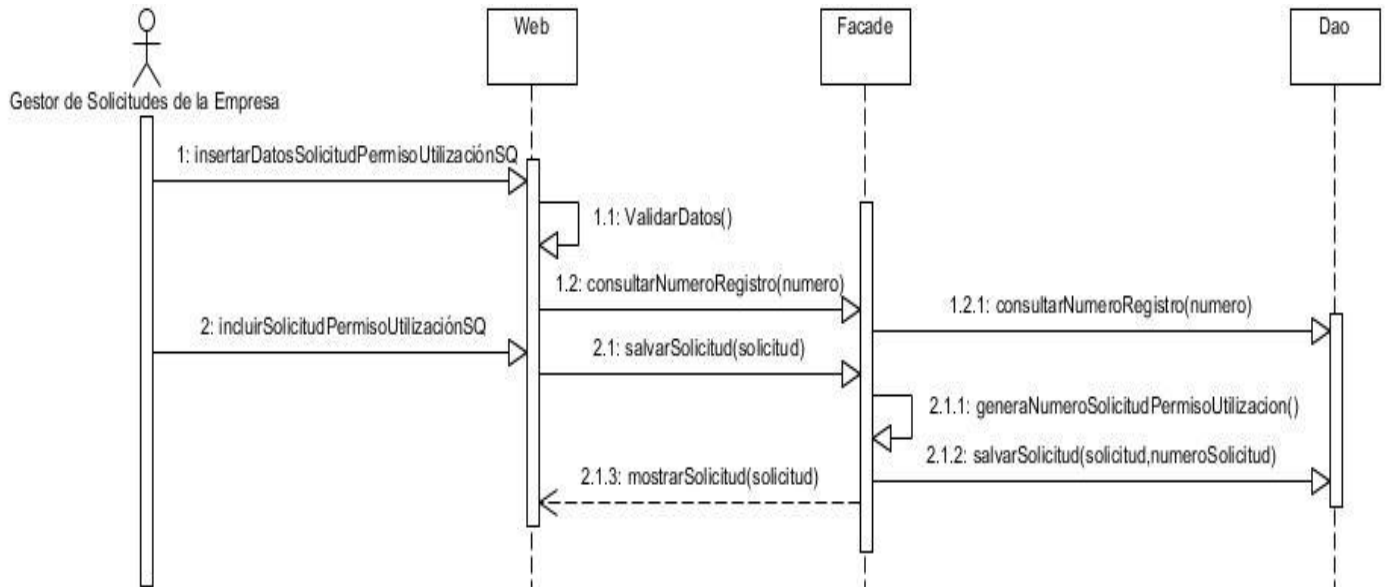 Web
Facade
Dao
Gestor de Solicitudes de la Empresa
1: insertarDatosSolicitudPermisoUtilizaciónSQ
1.1: ValidarDatos()
1.2: consultarNumeroRegistro(numero)
1.2.1: consultarNumeroRegistro(numero)
2: incluirSolicitudPermisoUtilizaciónSQ
2.1: salvarSolicitud(solicitud)
2.1.1: generaNumeroSolicitudPermisoUtilizacion()
2.1.2: salvarSolicitud(solicitud,numeroSolicitud)
2.1.3: mostrarSolicitud(solicitud)